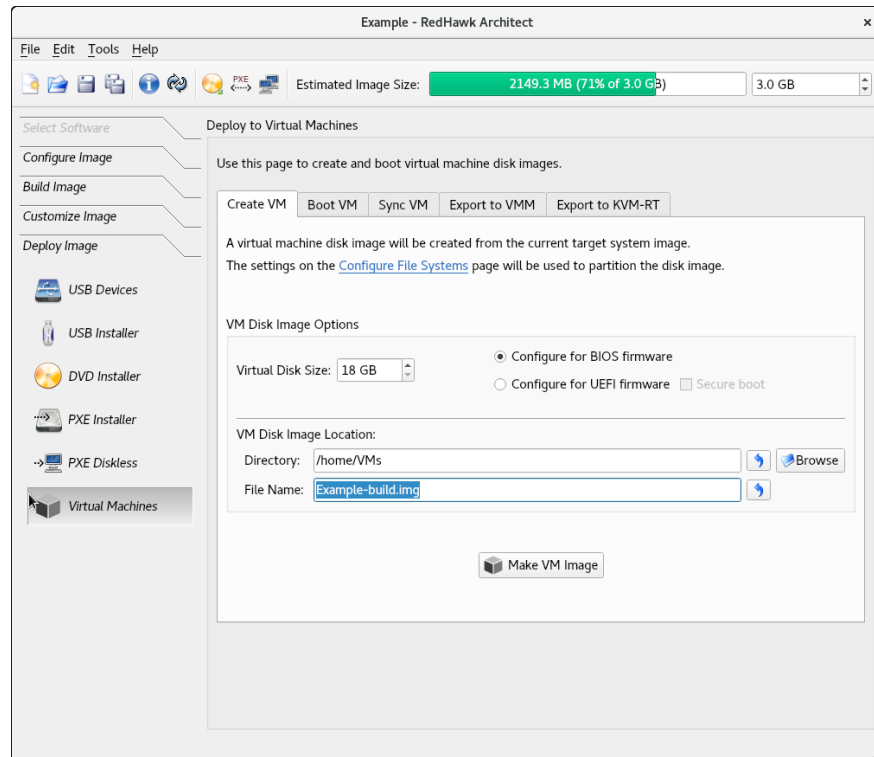 Example - RedHawk Architect
File Edit Tools Help
PXE Estimated Image Size: 2149.3 MB (71% of 3.0 GB) 3.0 GB
Select Software
Configure Image
Build Image
Customize Image
Deploy Image
USB Devices
USB Installer
DVD Installer
PXE Installer
PXE Diskless
Virtual Machines
Deploy to Virtual Machines
Use this page to create and boot virtual machine disk images.
Create VM Boot VM Sync VM Export to VMM Export to KVM-RT
A virtual machine disk image will be created from the current target system image.
The settings on the Configure File Systems page will be used to partition the disk image.
VM Disk Image Options
Virtual Disk Size: 18 GB
Configure for BIOS firmware
Configure for UEFI firmware Secure boot
VM Disk Image Location:
Directory: /home/VMs Browse
File Name: Example-build.img
Make VM Image